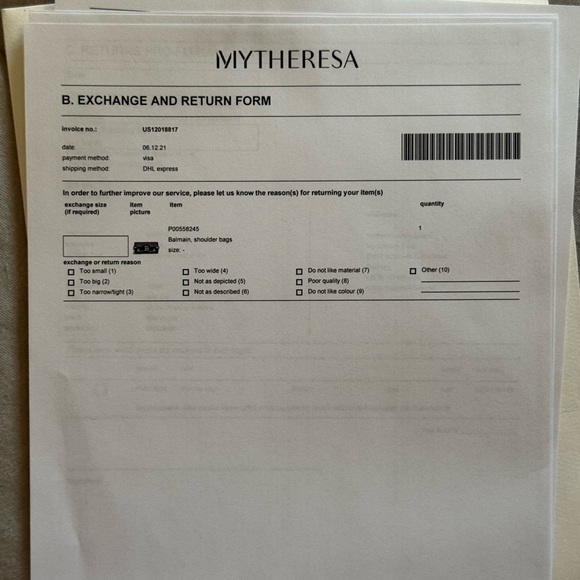 MYTHERESA
B. EXCHANGE AND RETURN FORM
invoice no.: US12018817
date: 06.12.21
payment method: visa
shipping method: DHL express
In order to further improve our service, please let us know the reason(s) for returning your item(s)
exchange size item item quantity
(if required) picture
P00558245 1
Balmain, shoulder bags
size: -
exchange or return reason
Too small (1) Too wide (4) Do not like material (7) Other (10)
Too big (2) Not as depicted (5) Poor quality (8)
Too narrow/tight (3) Not as described (6) Do not like colour (9)